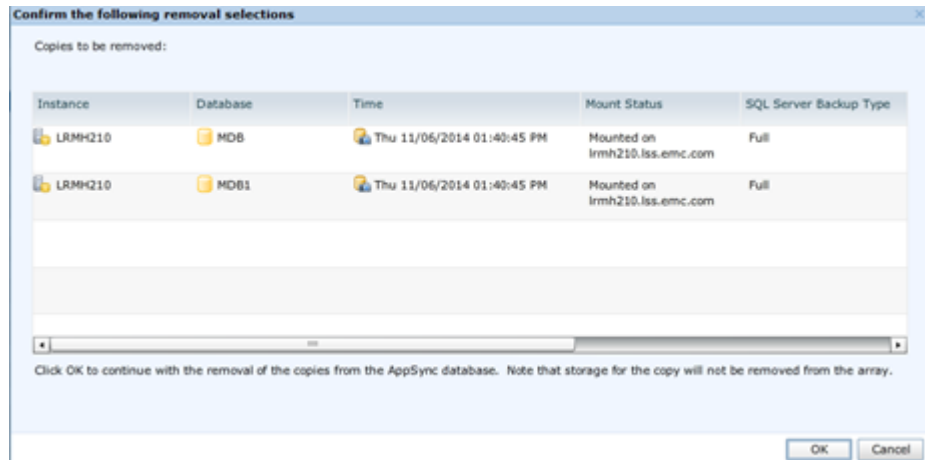 Confirm the following removal selections
Copies to be removed:
Instance Database Time Mount Status SQL Server Backup Type
LRMH210 MDB Thu 11/06/2014 01:40:45 PM Mounted on Full
lrmh210.lss.emc.com
LRMH210 MDB1 Thu 11/06/2014 01:40:45 PM Mounted on Full
lrmh210.lss.emc.com
Click OK to continue with the removal of the copies from the AppSync database. Note that storage for the copy will not be removed from the array.
OK Cancel